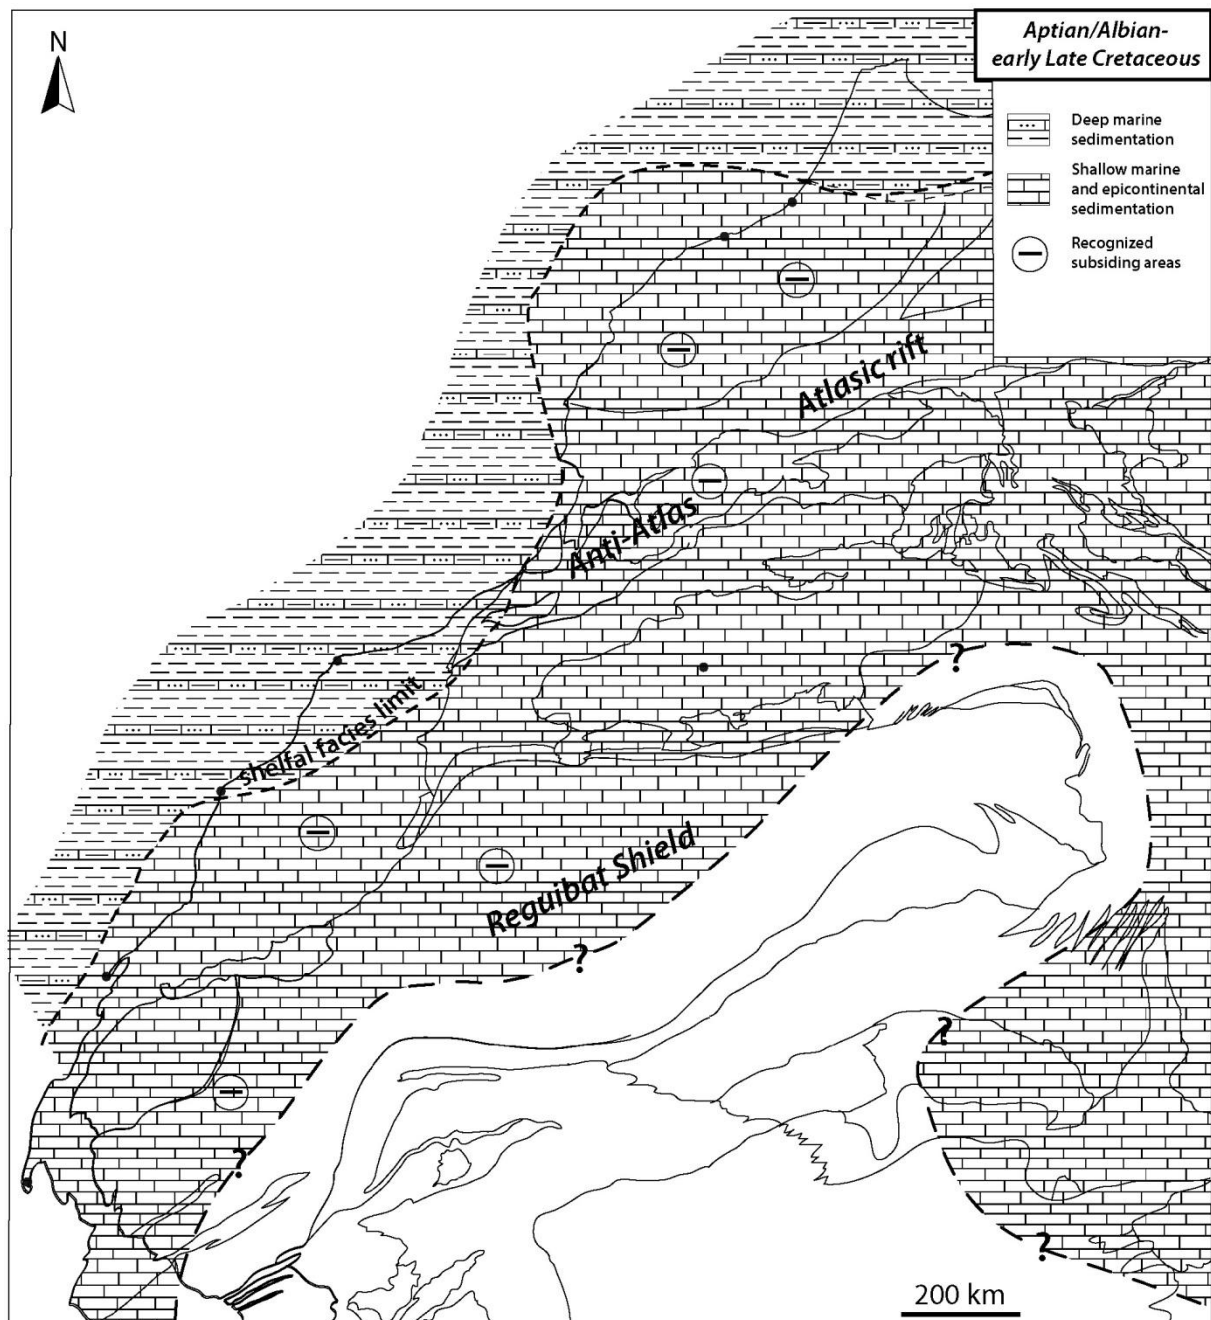 Aptian/Albian-
early Late Cretaceous
N
Deep marine
sedimentation
Shallow marine
and epicontinental
sedimentation
Recognized
subsiding areas
Atlasic rift
Anti-Atlas
?
shelfal facies limit
Reguibat Shield
?
?
?
?
200 km